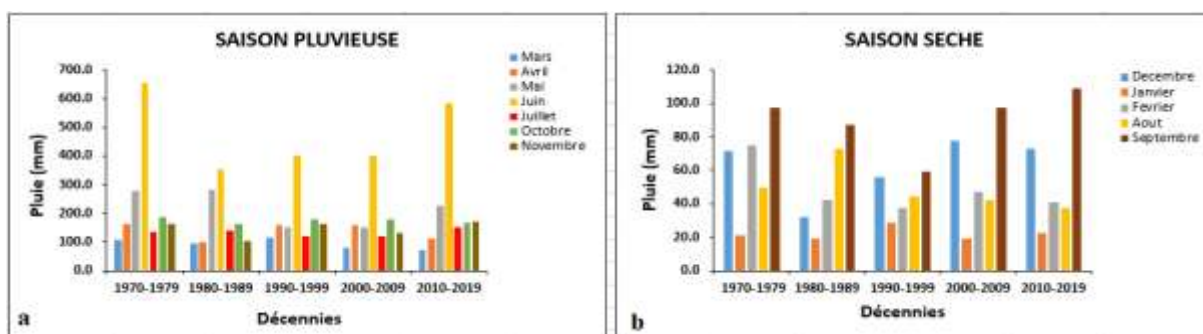 SAISON PLUVIEUSE
Pluie (mm)
700.0
600.0
500.0
400.0
300.0
200.0
100.0
0.0
Mars
Avril
Mai
Juin
Juillet
Octobre
Novembre
1970-1979 1980-1989 1990-1999 2000-2009 2010-2019
Décennies
a
SAISON SECHE
Pluie (mm)
120.0
100.0
80.0
60.0
40.0
20.0
0.0
Decembre
Janvier
Fevrier
Aout
Septembre
1970-1979 1980-1989 1990-1999 2000-2009 2010-2019
Décennies
b